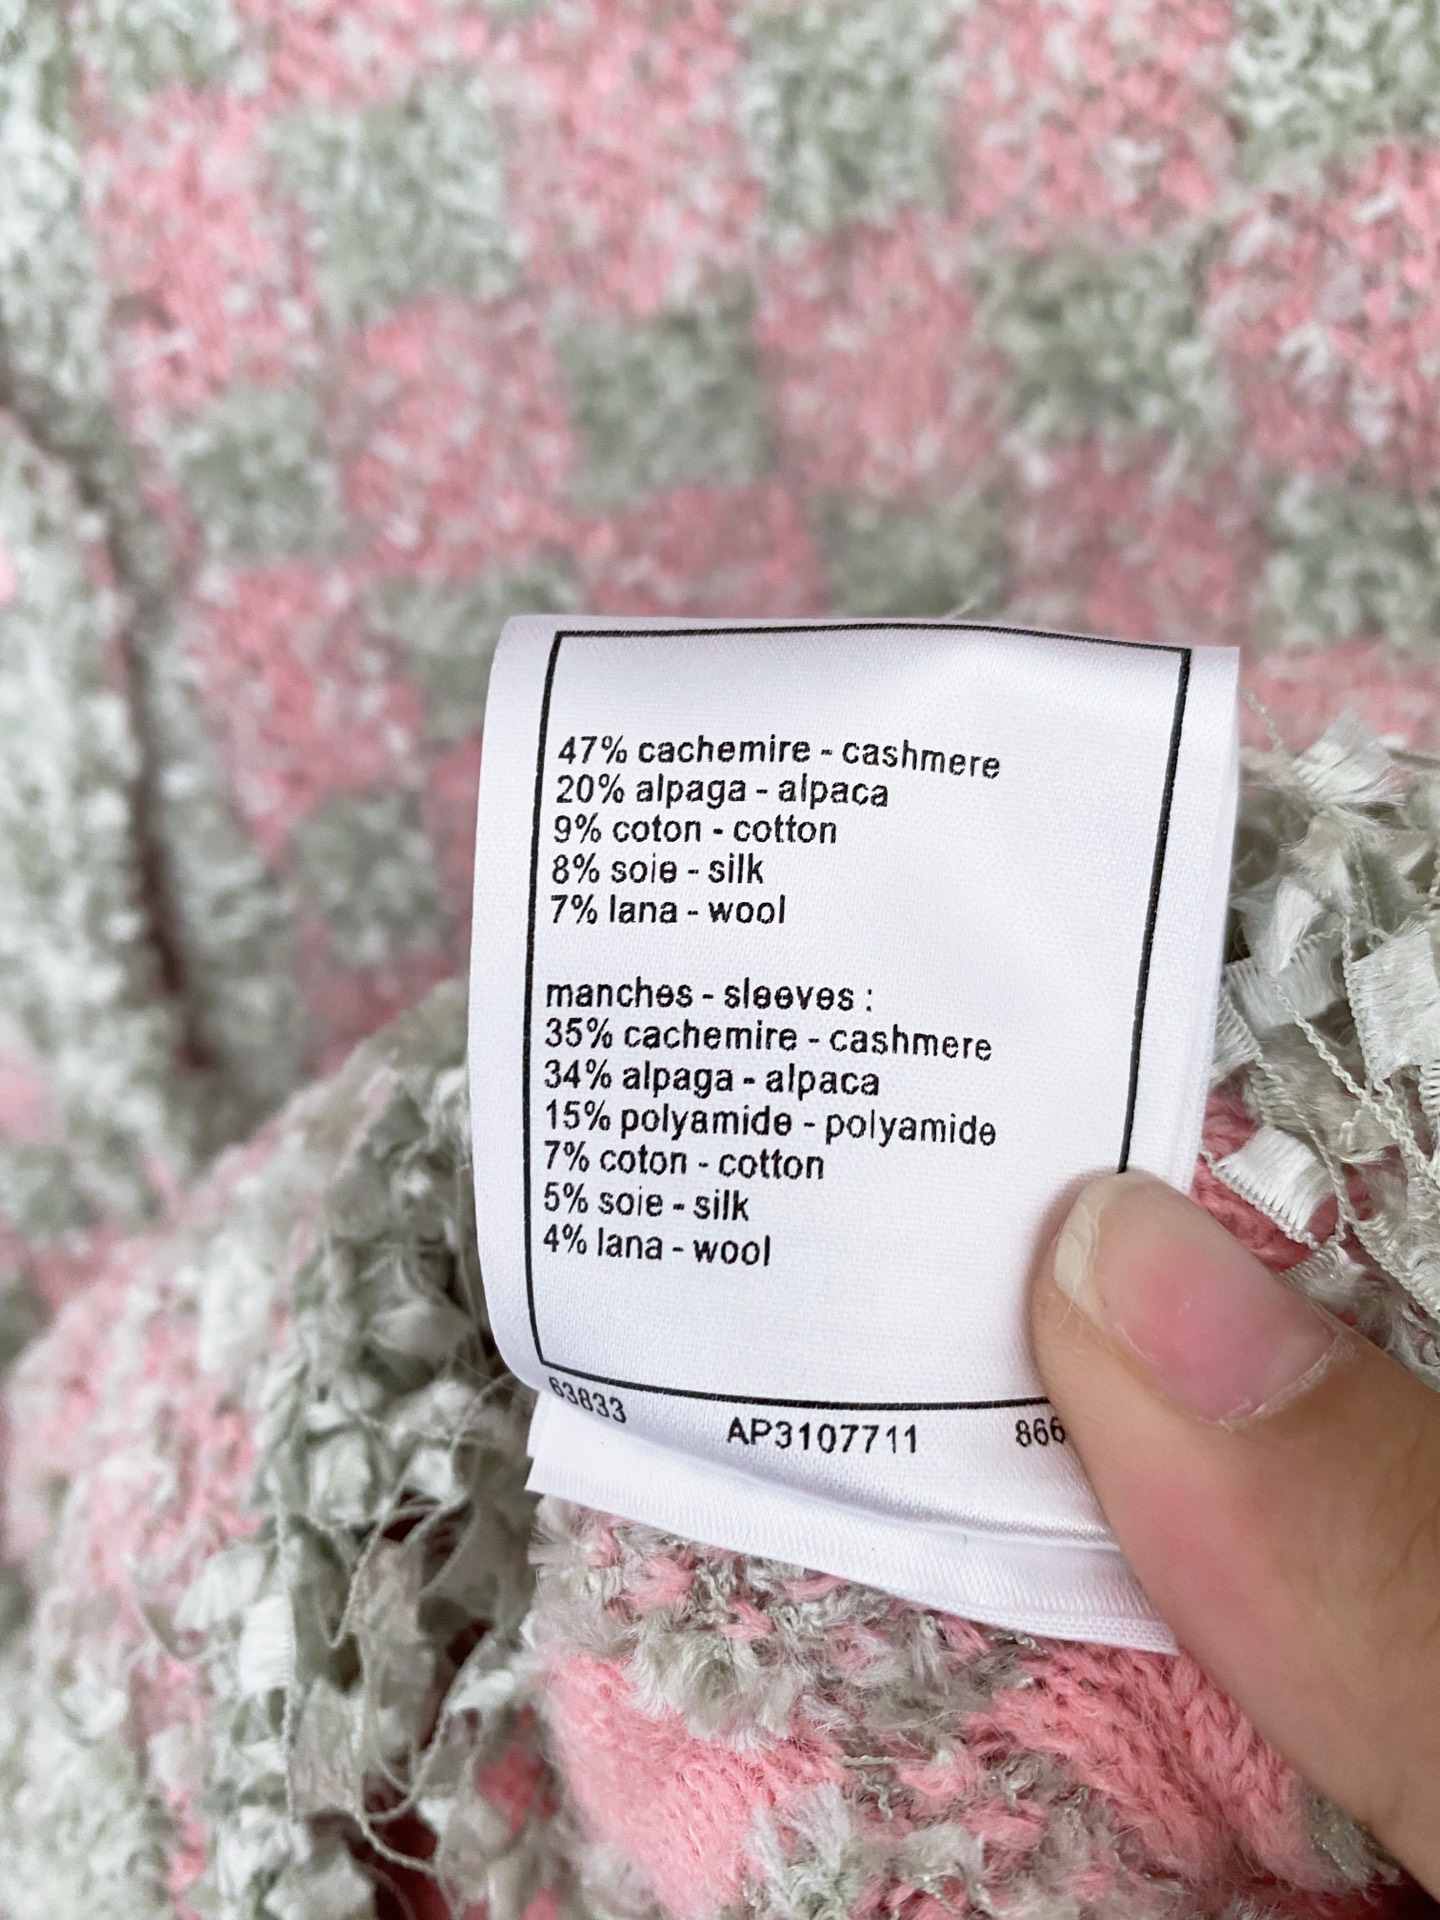 47% cachemire - cashmere
20% alpaga - alpaca
9% coton - cotton
8% soie - silk
7% lana - wool
manches - sleeves :
35% cachemire - cashmere
34% alpaga - alpaca
15% polyamide - polyamide
7% coton - cotton
5% soie - silk
4% lana - wool
63833 AP3107711 866